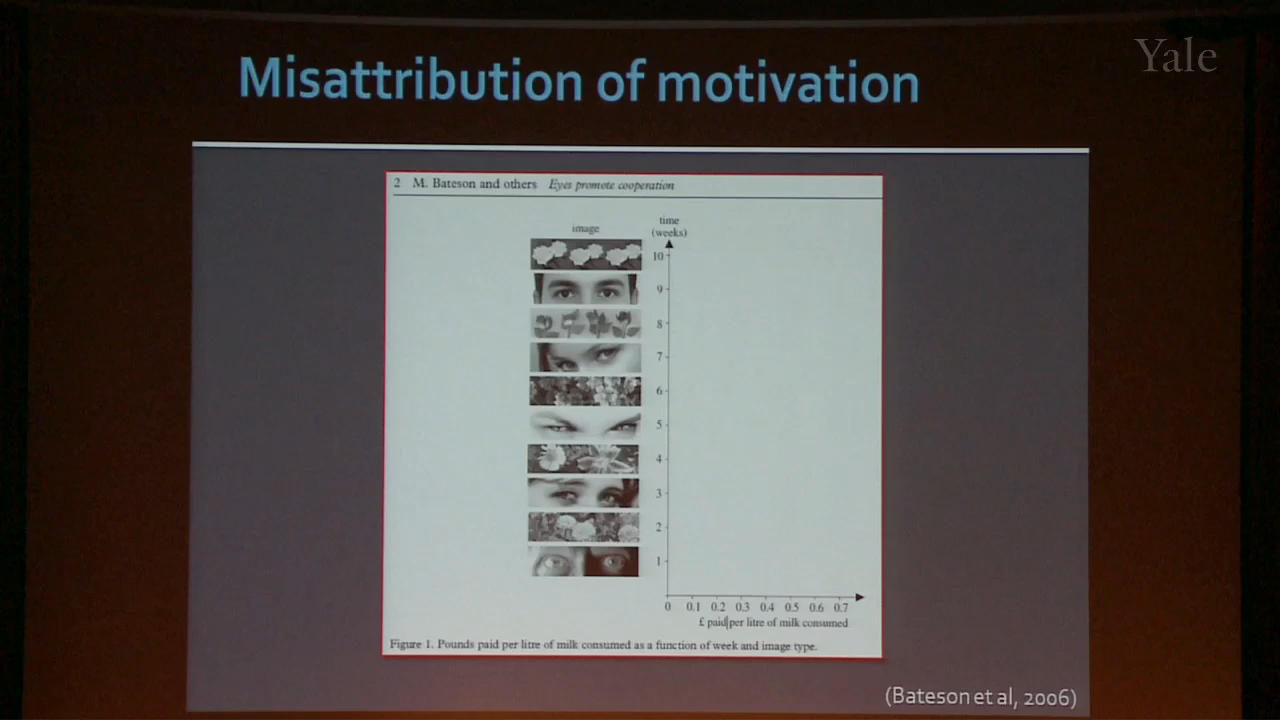 Yale
Misattribution of motivation
2 M. Bateson and others Eyes promote cooperation
image
time
(weeks)
10
9
8
7
6
5
4
3
2
1
0 0.1 0.2 0.3 0.4 0.5 0.6 0.7
£ paid per litre of milk consumed
Figure 1. Pounds paid per litre of milk consumed as a function of week and image type.
(Bateson et al, 2006)